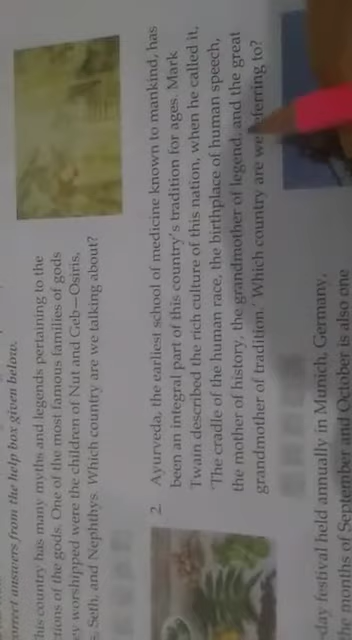 correct answers from the help box given below.
his country has many myths and legends pertaining to the
tions of the gods. One of the most famous families of gods
ey worshipped were the children of Nut and Geb—Osiris,
Seth, and Nephthys. Which country are we talking about?
2. Ayurveda, the earliest school of medicine known to mankind, has
been an integral part of this country's tradition for ages. Mark
Twain described the rich culture of this nation, when he called it,
'The cradle of the human race, the birthplace of human speech,
the mother of history, the grandmother of legend, and the great
grandmother of tradition.' Which country are we referring to?
day festival held annually in Munich, Germany,
he months of September and October is also one